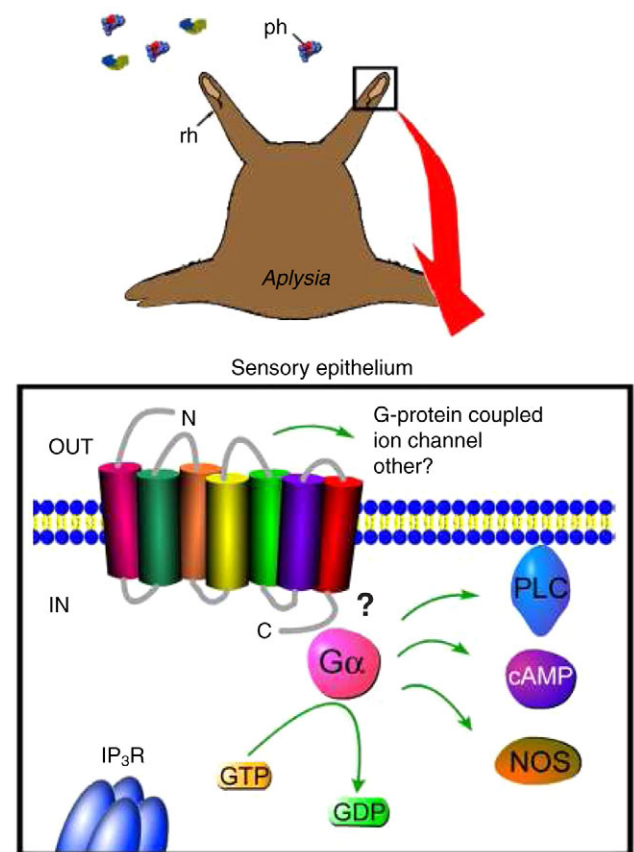 ph
rh
Aplysia
Sensory epithelium
N
G-protein coupled
ion channel
other?
OUT
IN
?
C
Gα
PLC
cAMP
NOS
IP₃R
GTP
GDP